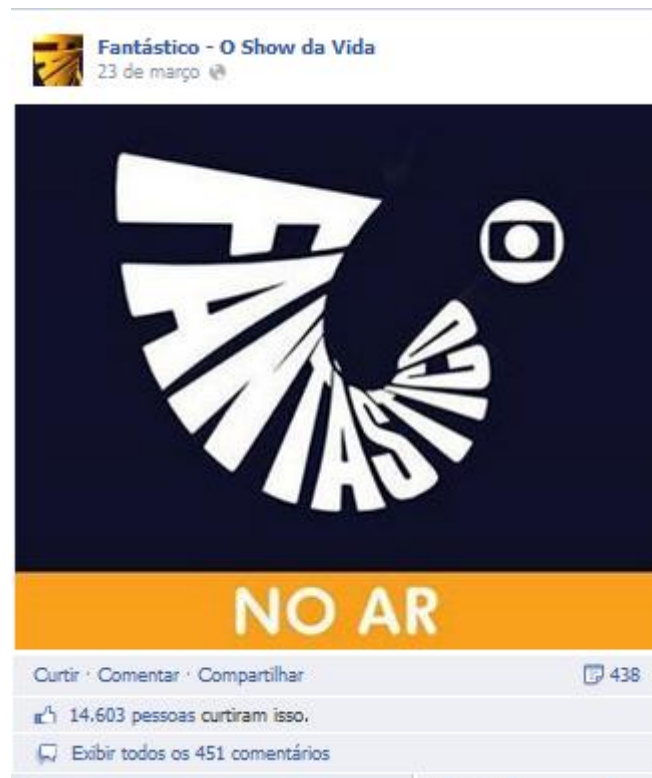 Fantástico - O Show da Vida
23 de março
FANTÁSTICO
NO AR
Curtir · Comentar · Compartilhar 438
14.603 pessoas curtiram isso.
Exibir todos os 451 comentários